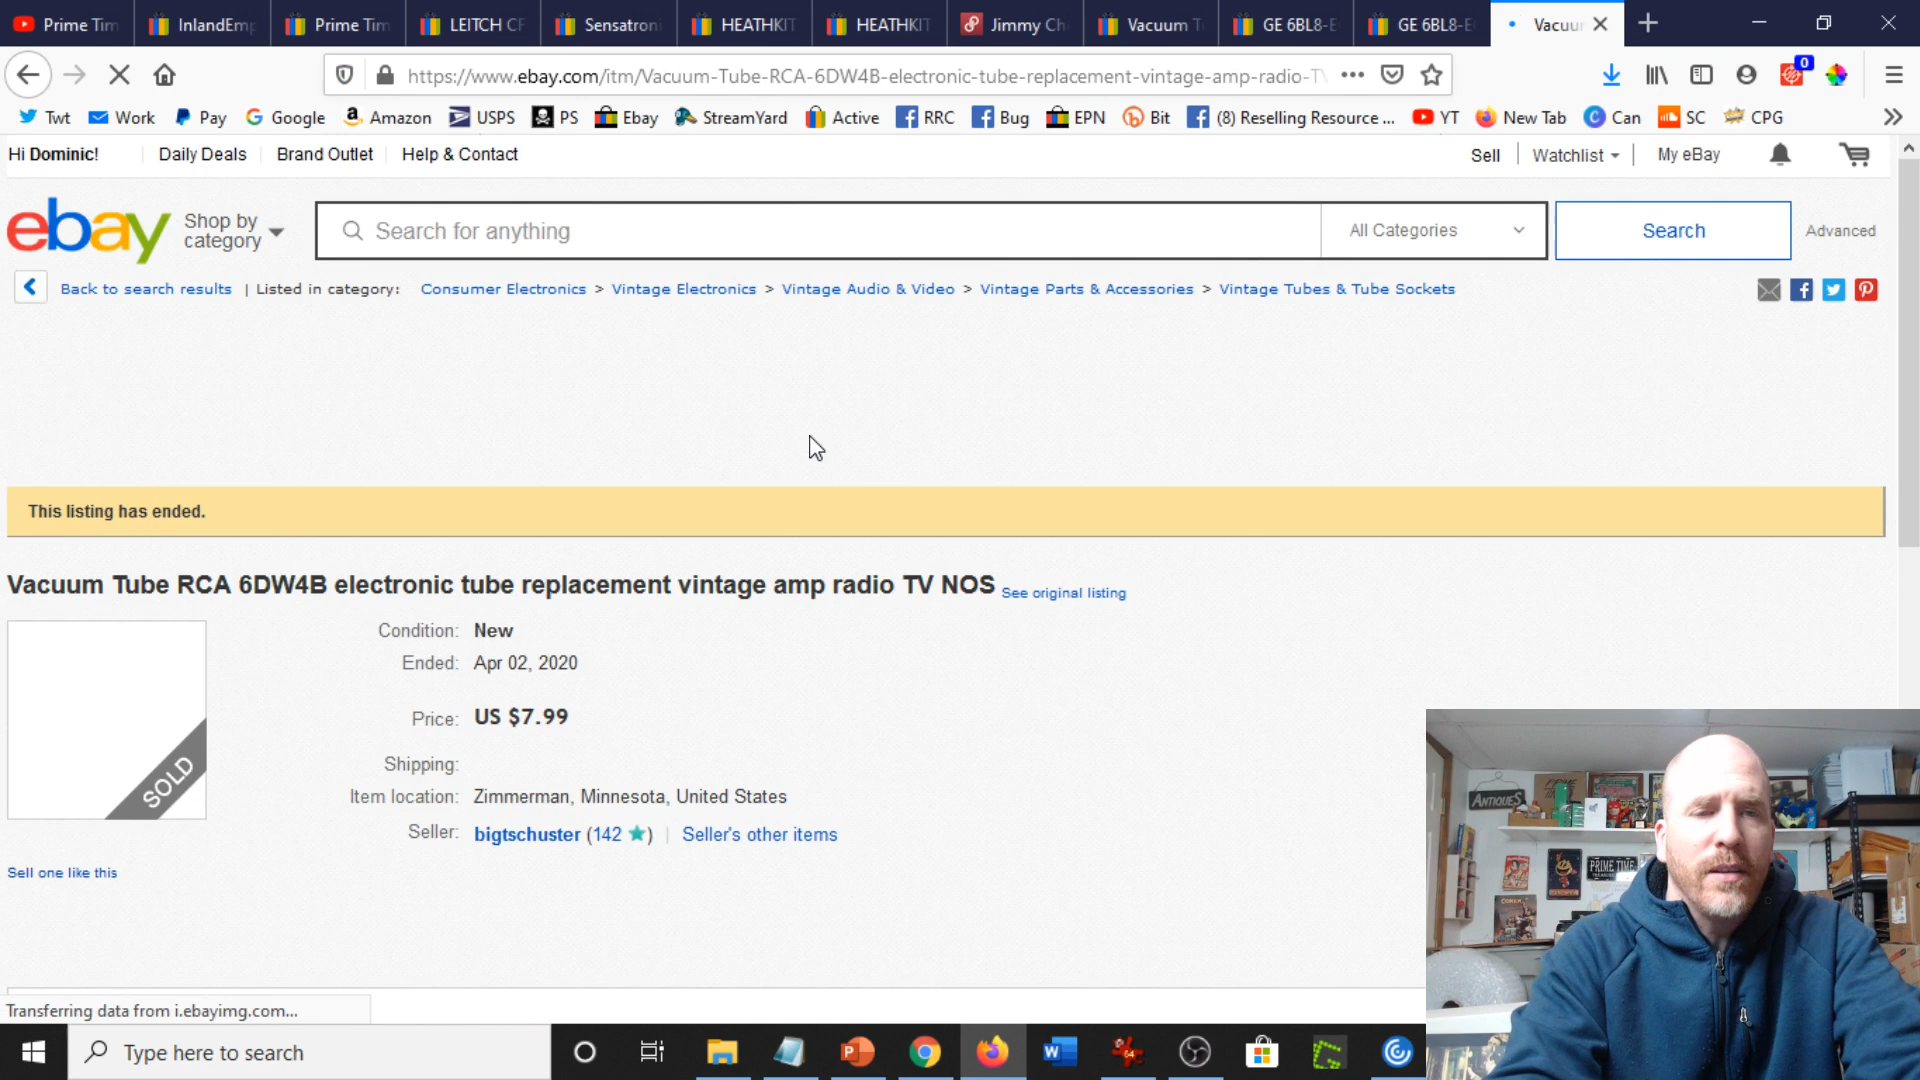 Prime Tim
InlandEmp
Prime Tim
LEITCH CF
Sensatroni
HEATHKIT
HEATHKIT
Jimmy Ch
Vacuum T
GE 6BL8-E
GE 6BL8-E
Vacuu
https://www.ebay.com/itm/Vacuum-Tube-RCA-6DW4B-electronic-tube-replacement-vintage-amp-radio-T
0
Twt Work Pay Google Amazon USPS PS Ebay StreamYard Active RRC Bug EPN Bit (8) Reselling Resource ... YT New Tab Can SC CPG
Hi Dominic! Daily Deals Brand Outlet Help & Contact Sell Watchlist My eBay
ebay Shop by category Search for anything All Categories Search Advanced
Back to search results | Listed in category: Consumer Electronics > Vintage Electronics > Vintage Audio & Video > Vintage Parts & Accessories > Vintage Tubes & Tube Sockets
This listing has ended.
Vacuum Tube RCA 6DW4B electronic tube replacement vintage amp radio TV NOS See original listing
Condition: New
Ended: Apr 02, 2020
Price: US $7.99
Shipping:
Item location: Zimmerman, Minnesota, United States
Seller: bigtschuster (142) | Seller's other items
SOLD
Sell one like this
ANTIQUES
PRIME TIME
CONAN
Transferring data from i.ebayimg.com...
Type here to search